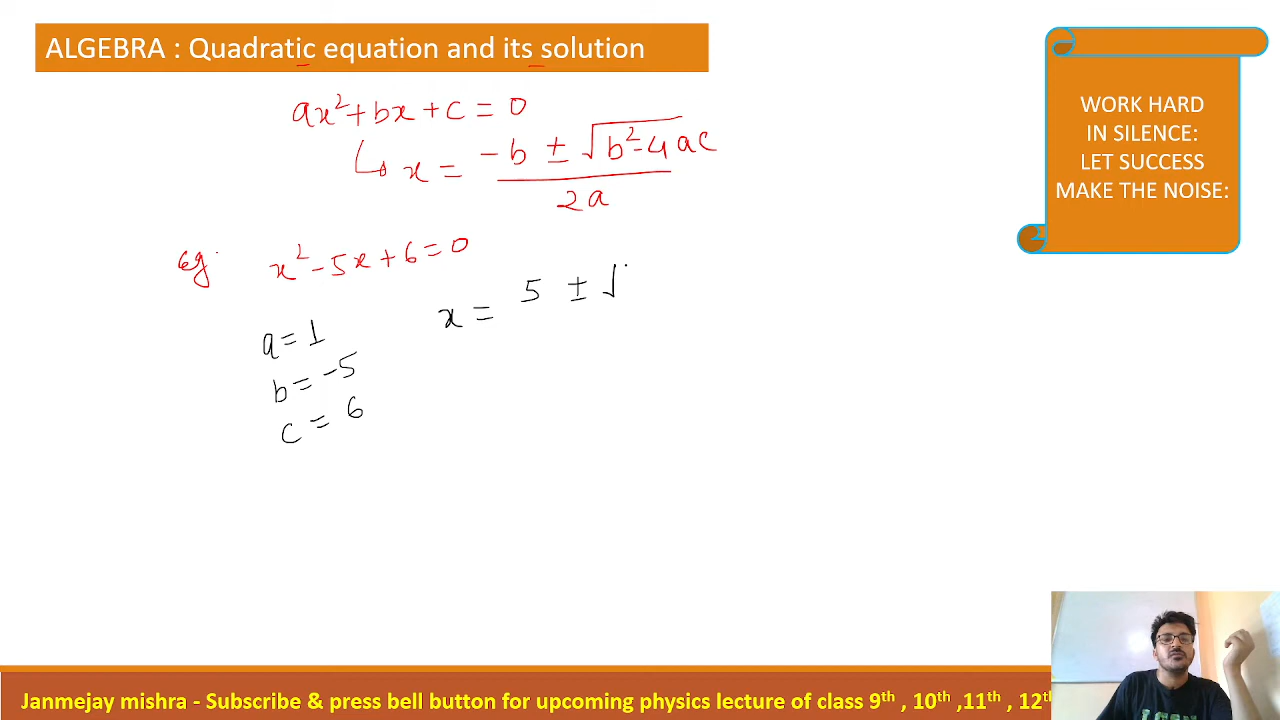 ALGEBRA : Quadratic equation and its solution
ax² + bx + c = 0
↳ x = -b ± √b²-4ac / 2a
eg: x² - 5x + 6 = 0
x = 5 ± √
a = 1
b = -5
c = 6
WORK HARD
IN SILENCE:
LET SUCCESS
MAKE THE NOISE:
Janmejay mishra - Subscribe & press bell button for upcoming physics lecture of class 9th , 10th ,11th , 12th